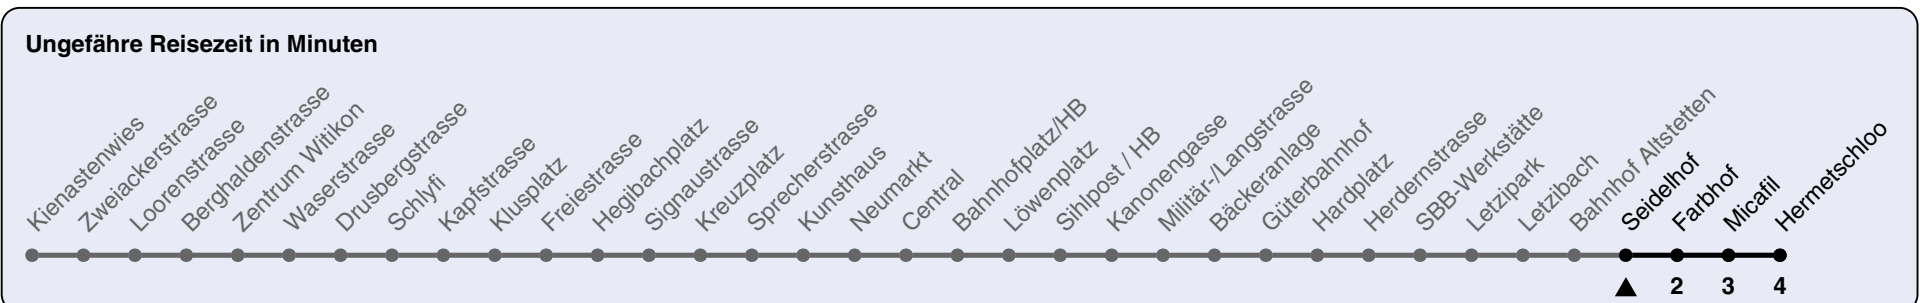 Ungefähre Reisezeit in Minuten
Kienastenwies
Zweiackerstrasse
Loorenstrasse
Berghaldenstrasse
Zentrum Witikon
Waserstrasse
Drusbergstrasse
Schlyfi
Kapfstrasse
Klusplatz
Freiestrasse
Hegibachplatz
Signaustrasse
Kreuzplatz
Sprecherstrasse
Kunsthaus
Neumarkt
Central
Bahnhofplatz/HB
Löwenplatz
Sihlpost / HB
Kanonengasse
Militär-/Langstrasse
Bäckeranlage
Güterbahnhof
Hardplatz
Herdernstrasse
SBB-Werkstätte
Letzipark
Letzibach
Bahnhof Altstetten
Seidelhof
Farbhof
Micafil
Hermetschloo
2 3 4